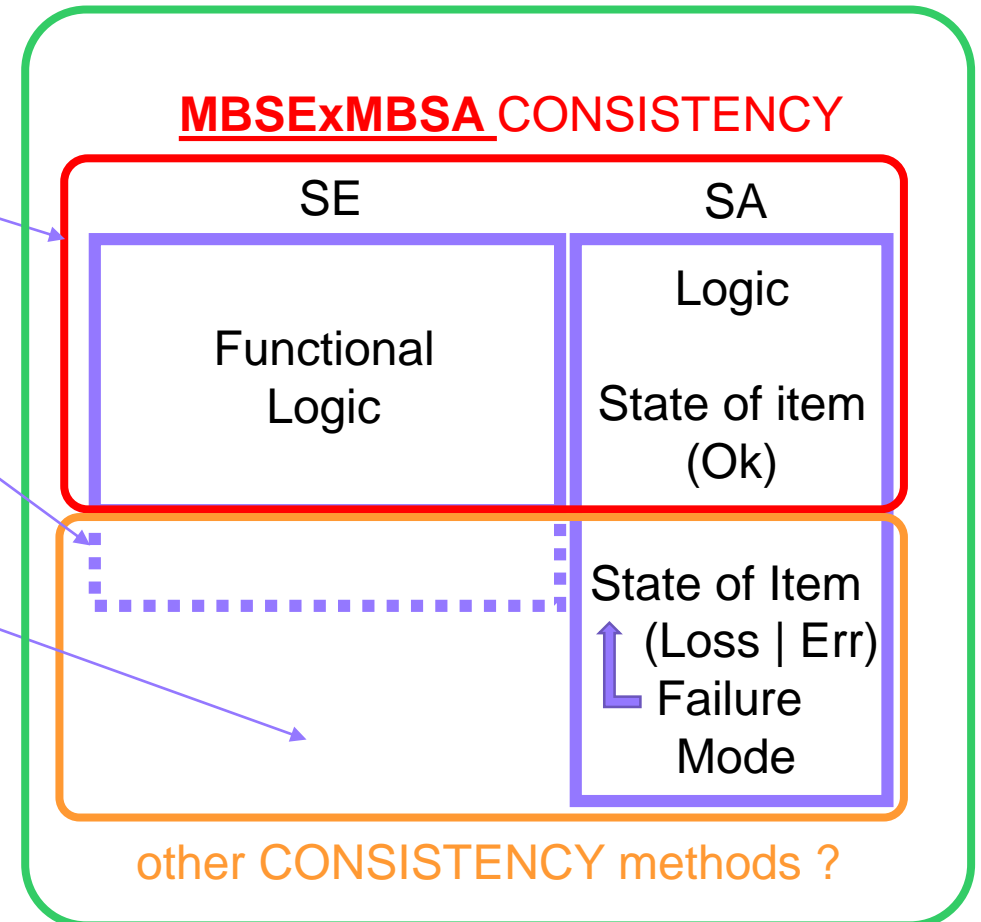 MBSExMBSA CONSISTENCY
SE
SA
Functional
Logic
Logic
State of item
(Ok)
State of Item
(Loss | Err)
Failure
Mode
other CONSISTENCY methods ?